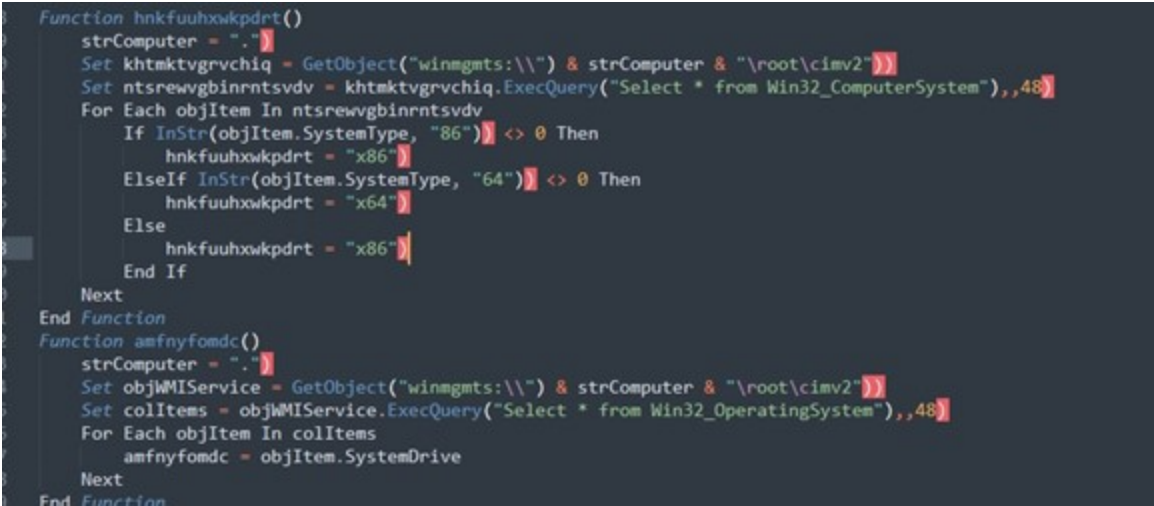 Function hnkfuuhxwkpdrt()
strComputer = ".")
Set khtmktvgrvchiq = GetObject("winmgmts:\\") & strComputer & "\root\cimv2"))
Set ntsrewvgbinrntsvdv = khtmktvgrvchiq.ExecQuery("Select * from Win32_ComputerSystem"),,48)
For Each objItem In ntsrewvgbinrntsvdv
If InStr(objItem.SystemType, "86")) <> 0 Then
hnkfuuhxwkpdrt = "x86")
ElseIf InStr(objItem.SystemType, "64")) <> 0 Then
hnkfuuhxwkpdrt = "x64")
Else
hnkfuuhxwkpdrt = "x86")
End If
Next
End Function
Function amfnyfomdc()
strComputer = ".")
Set objWMIService = GetObject("winmgmts:\\") & strComputer & "\root\cimv2"))
Set colItems = objWMIService.ExecQuery("Select * from Win32_OperatingSystem"),,48)
For Each objItem In colItems
amfnyfomdc = objItem.SystemDrive
Next
End Function